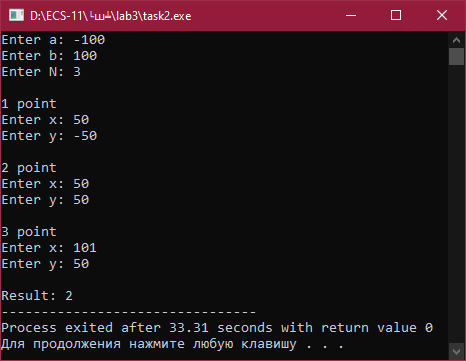 D:\ECS-11\└ш╨\lab3\task2.exe
Enter a: -100
Enter b: 100
Enter N: 3
1 point
Enter x: 50
Enter y: -50
2 point
Enter x: 50
Enter y: 50
3 point
Enter x: 101
Enter y: 50
Result: 2
--------------------------------
Process exited after 33.31 seconds with return value 0
Для продолжения нажмите любую клавишу . . .